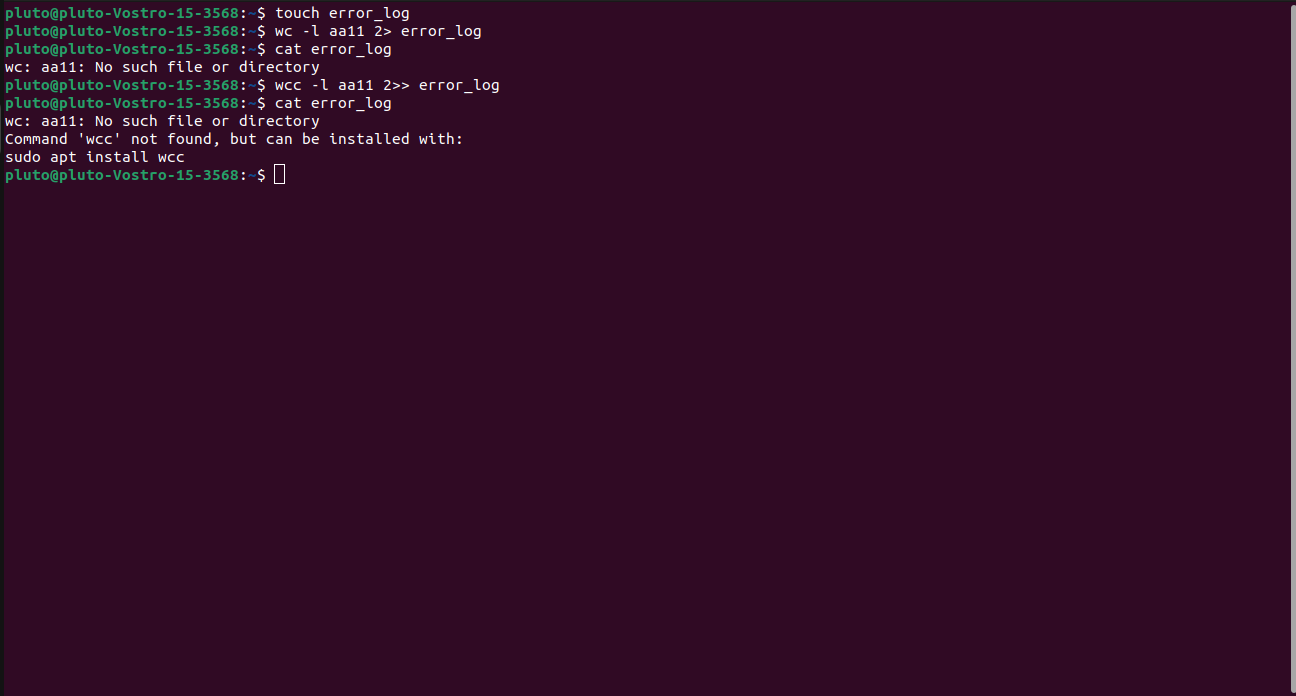 pluto@pluto-Vostro-15-3568:~$ touch error_log
pluto@pluto-Vostro-15-3568:~$ wc -l aa11 2> error_log
pluto@pluto-Vostro-15-3568:~$ cat error_log
wc: aa11: No such file or directory
pluto@pluto-Vostro-15-3568:~$ wcc -l aa11 2>> error_log
pluto@pluto-Vostro-15-3568:~$ cat error_log
wc: aa11: No such file or directory
Command 'wcc' not found, but can be installed with:
sudo apt install wcc
pluto@pluto-Vostro-15-3568:~$